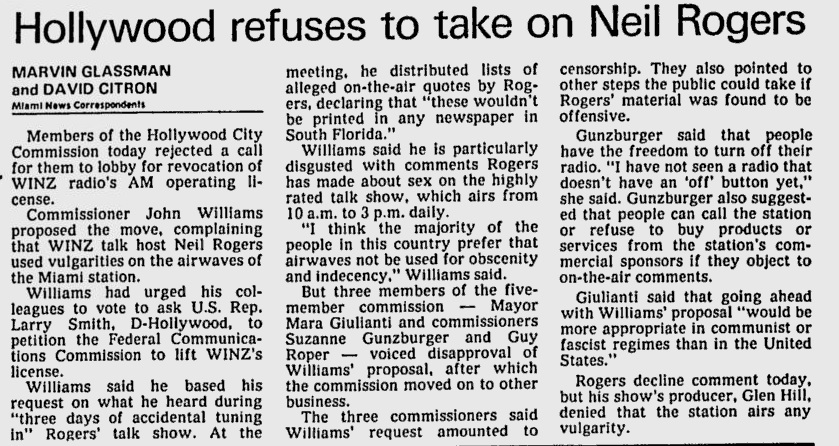 Hollywood refuses to take on Neil Rogers
MARVIN GLASSMAN
and DAVID CITRON
Miami News Correspondents
Members of the Hollywood City
Commission today rejected a call
for them to lobby for revocation of
WINZ radio's AM operating li-
cense.
Commissioner John Williams
proposed the move, complaining
that WINZ talk host Neil Rogers
used vulgarities on the airwaves of
the Miami station.
Williams had urged his col-
leagues to vote to ask U.S. Rep.
Larry Smith, D-Hollywood, to
petition the Federal Communica-
tions Commission to lift WINZ's
license.
Williams said he based his
request on what he heard during
"three days of accidental tuning
in" Rogers' talk show. At the
meeting, he distributed lists of
alleged on-the-air quotes by Rog-
ers, declaring that "these wouldn't
be printed in any newspaper in
South Florida."
Williams said he is particularly
disgusted with comments Rogers
has made about sex on the highly
rated talk show, which airs from
10 a.m. to 3 p.m. daily.
"I think the majority of the
people in this country prefer that
airwaves not be used for obscenity
and indecency," Williams said.
But three members of the five-
member commission — Mayor
Mara Giulianti and commissioners
Suzanne Gunzburger and Guy
Roper — voiced disapproval of
Williams' proposal, after which
the commission moved on to other
business.
The three commissioners said
Williams' request amounted to
censorship. They also pointed to
other steps the public could take if
Rogers' material was found to be
offensive.
Gunzburger said that people
have the freedom to turn off their
radio. "I have not seen a radio that
doesn't have an 'off' button yet,"
she said. Gunzburger also suggest-
ed that people can call the station
or refuse to buy products or
services from the station's com-
mercial sponsors if they object to
on-the-air comments.
Giulianti said that going ahead
with Williams' proposal "would be
more appropriate in communist or
fascist regimes than in the United
States."
Rogers decline comment today,
but his show's producer, Glen Hill,
denied that the station airs any
vulgarity.